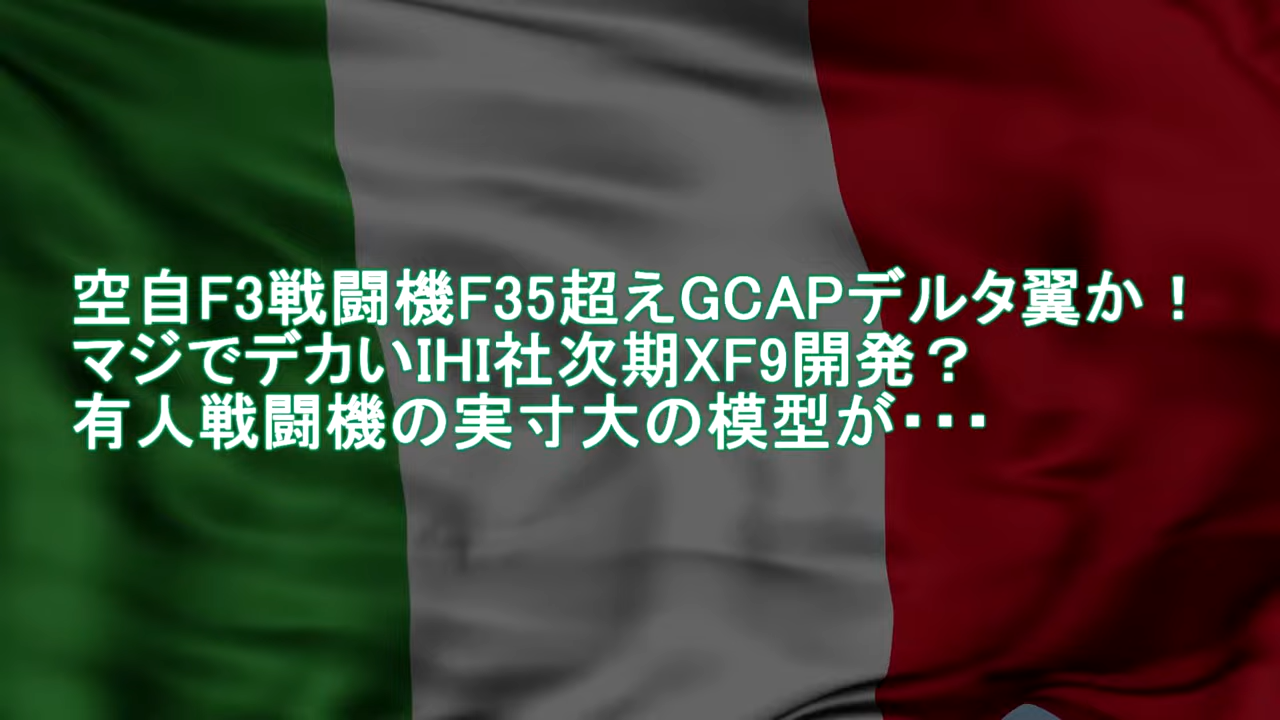 空自F3戦闘機F35超えGCAPデルタ翼か！
マジでデカいIHI社次期XF9開発？
有人戦闘機の実寸大の模型が・・・